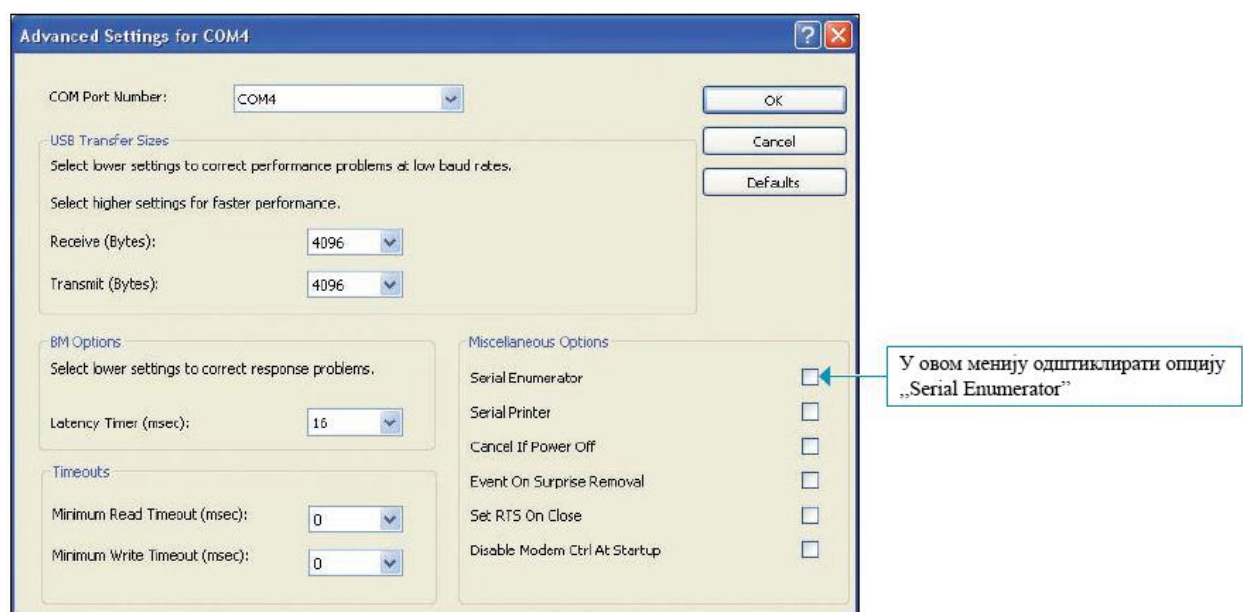 Advanced Settings for COM4
COM Port Number:
COM4
OK
Cancel
Defaults
USB Transfer Sizes
Select lower settings to correct performance problems at low baud rates.
Select higher settings for faster performance.
Receive (Bytes):
4096
Transmit (Bytes):
4096
BM Options
Select lower settings to correct response problems.
Latency Timer (msec):
16
Timeouts
Minimum Read Timeout (msec):
0
Minimum Write Timeout (msec):
0
Miscellaneous Options
Serial Enumerator
Serial Printer
Cancel If Power Off
Event On Surprise Removal
Set RTS On Close
Disable Modem Ctrl At Startup
У овом менију одштиклирати опцију
,,Serial Enumerator”